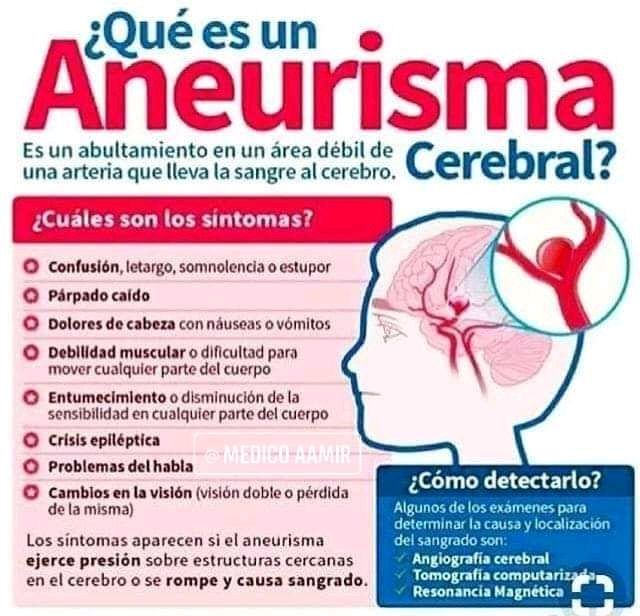 ¿Qué es un
Aneurisma
Cerebral?
Es un abultamiento en un área débil de
una arteria que lleva la sangre al cerebro.
¿Cuáles son los síntomas?
Confusión, letargo, somnolencia o estupor
Párpado caído
Dolores de cabeza con náuseas o vómitos
Debilidad muscular o dificultad para
mover cualquier parte del cuerpo
Entumecimiento o disminución de la
sensibilidad en cualquier parte del cuerpo
Crisis epiléptica
Problemas del habla
Cambios en la visión (visión doble o pérdida
de la misma)
Los síntomas aparecen si el aneurisma
ejerce presión sobre estructuras cercanas
en el cerebro o se rompe y causa sangrado.
MEDICO AAMIR
¿Cómo detectarlo?
Algunos de los exámenes para
determinar la causa y localización
del sangrado son:
Angiografía cerebral
Tomografía computarizada
Resonancia Magnética